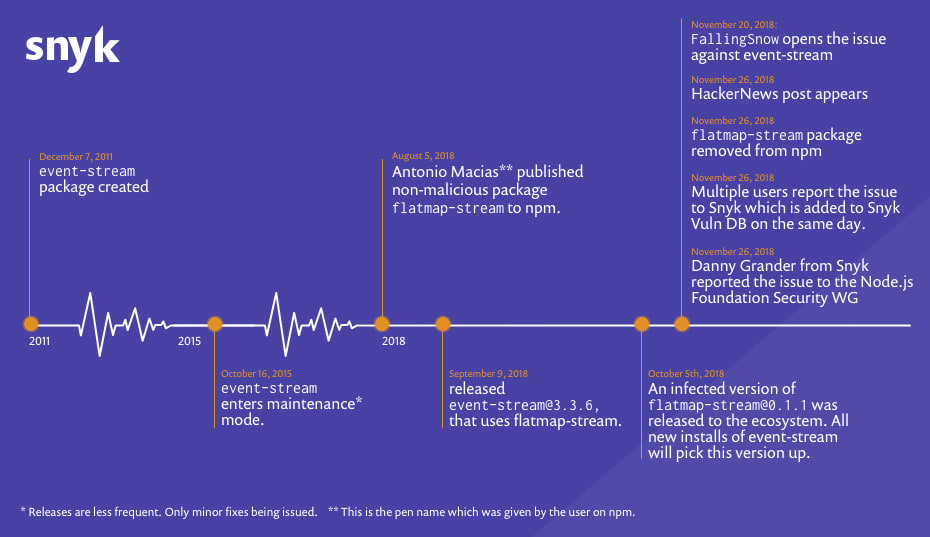 snyk
December 7, 2011
event-stream
package created
2011
2015
October 16, 2015
event-stream
enters maintenance*
mode.
August 5, 2018
Antonio Macias** published
non-malicious package
flatmap-stream to npm.
2018
September 9, 2018
released
event-stream@3.3.6,
that uses flatmap-stream.
October 5th, 2018
An infected version of
flatmap-stream@0.1.1 was
released to the ecosystem. All
new installs of event-stream
will pick this version up.
November 20, 2018:
FallingSnow opens the issue
against event-stream
November 26, 2018
HackerNews post appears
November 26, 2018
flatmap-stream package
removed from npm
November 26, 2018
Multiple users report the issue
to Snyk which is added to Snyk
Vuln DB on the same day.
November 26, 2018
Danny Grander from Snyk
reported the issue to the Node.js
Foundation Security WG
* Releases are less frequent. Only minor fixes being issued. ** This is the pen name which was given by the user on npm.